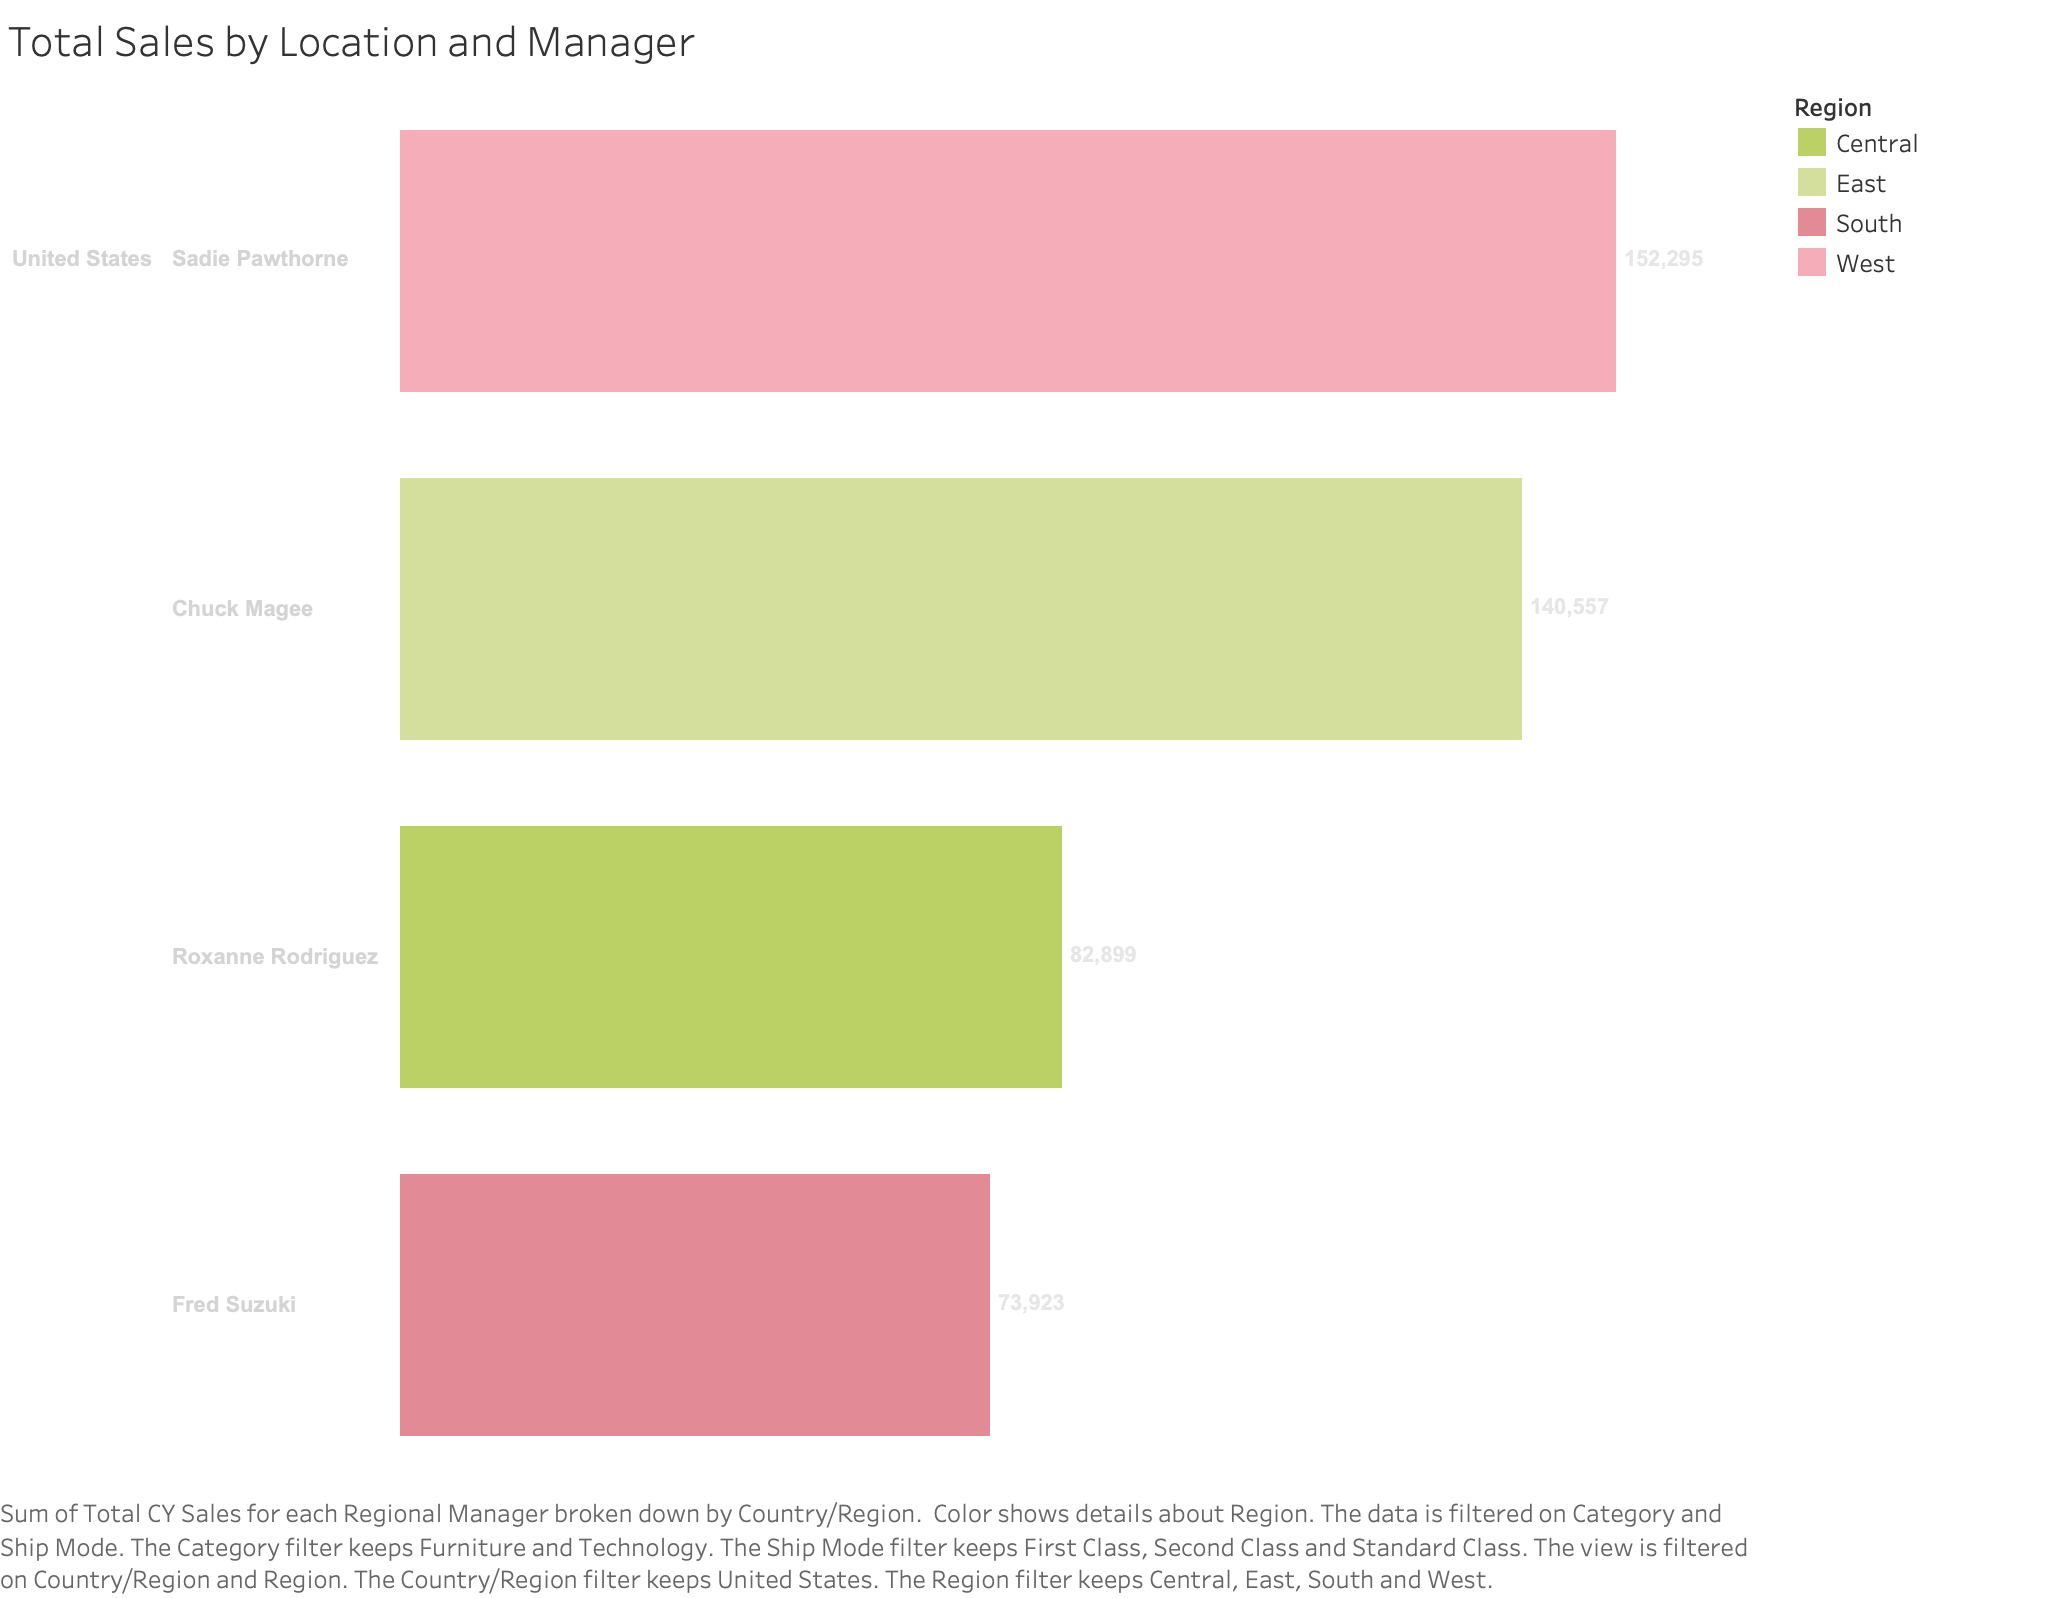 Total Sales by Location and Manager
Region
Central
East
South
West
United States Sadie Pawthorne 152,295
Chuck Magee 140,557
Roxanne Rodriguez 82,899
Fred Suzuki 73,923
Sum of Total CY Sales for each Regional Manager broken down by Country/Region.  Color shows details about Region. The data is filtered on Category and
Ship Mode. The Category filter keeps Furniture and Technology. The Ship Mode filter keeps First Class, Second Class and Standard Class. The view is filtered
on Country/Region and Region. The Country/Region filter keeps United States. The Region filter keeps Central, East, South and West.